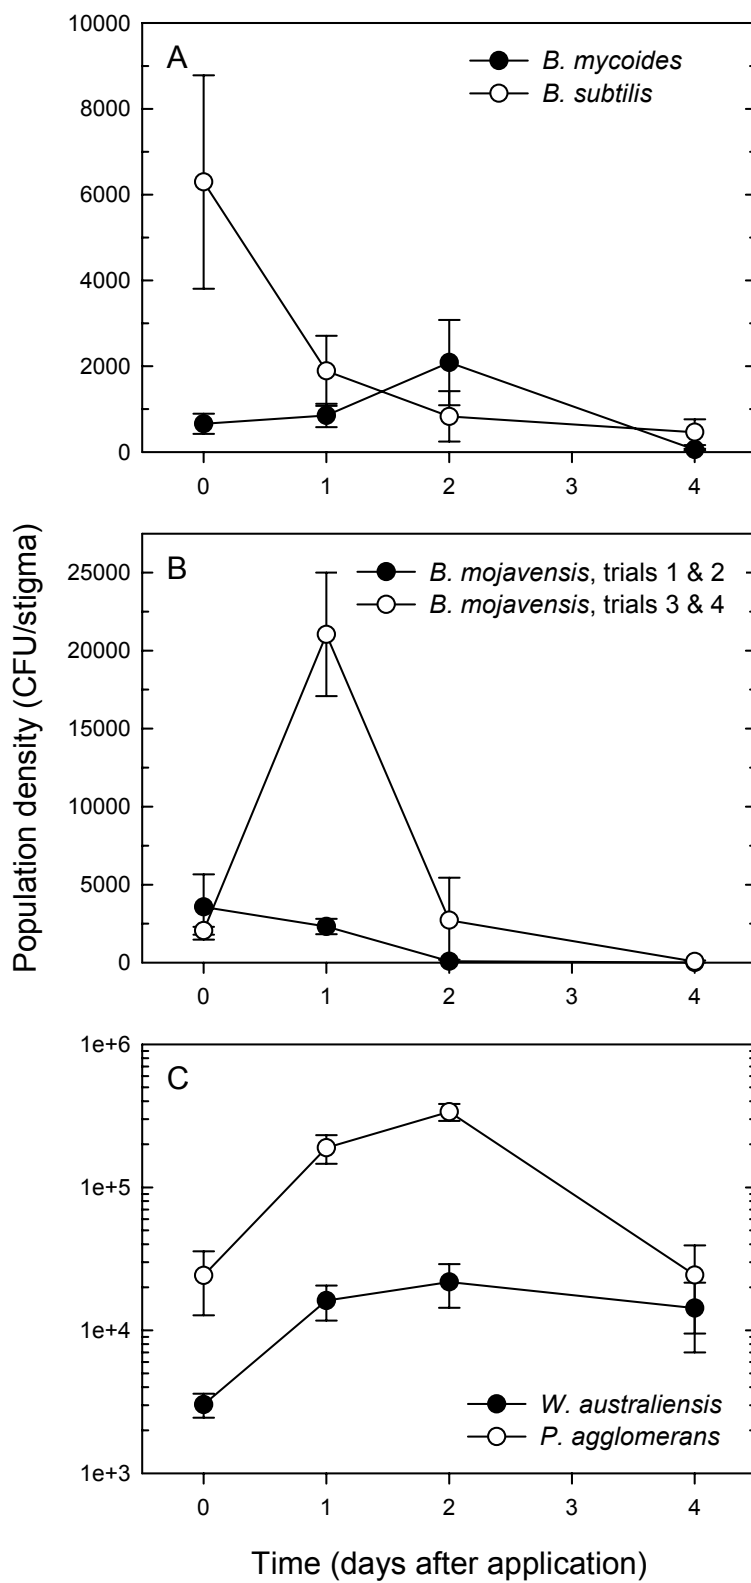 Population density (CFU/stigma)
A
B. mycoides
B. subtilis
10000
8000
6000
4000
2000
0
0 1 2 3 4
B
B. mojavensis, trials 1 & 2
B. mojavensis, trials 3 & 4
25000
20000
15000
10000
5000
0
0 1 2 3 4
C
1e+6
1e+5
1e+4
1e+3
W. australiensis
P. agglomerans
0 1 2 3 4
Time (days after application)